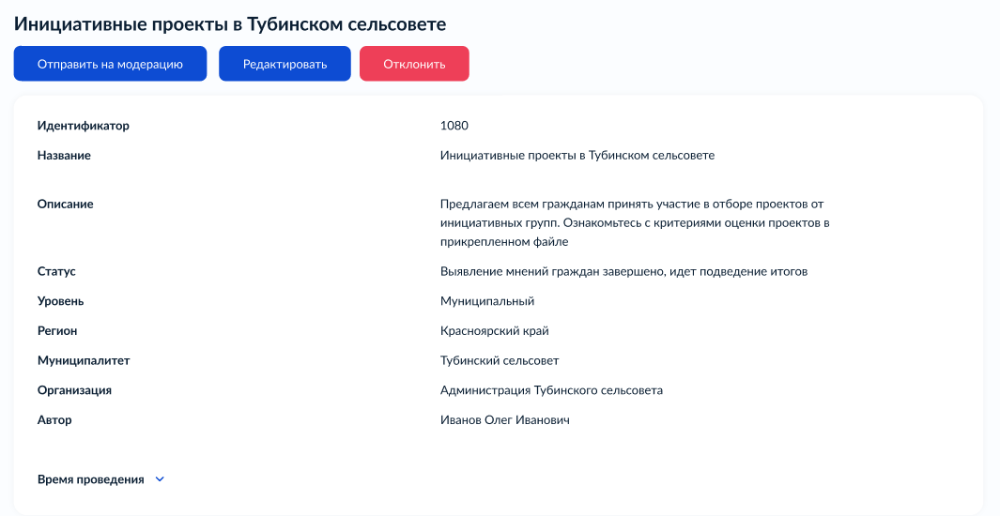 Инициативные проекты в Тубинском сельсовете
Отправить на модерацию Редактировать Отклонить
Идентификатор 1080
Название Инициативные проекты в Тубинском сельсовете
Описание Предлагаем всем гражданам принять участие в отборе проектов от
инициативных групп. Ознакомьтесь с критериями оценки проектов в
прикрепленном файле
Статус Выявление мнений граждан завершено, идет подведение итогов
Уровень Муниципальный
Регион Красноярский край
Муниципалитет Тубинский сельсовет
Организация Администрация Тубинского сельсовета
Автор Иванов Олег Иванович
Время проведения